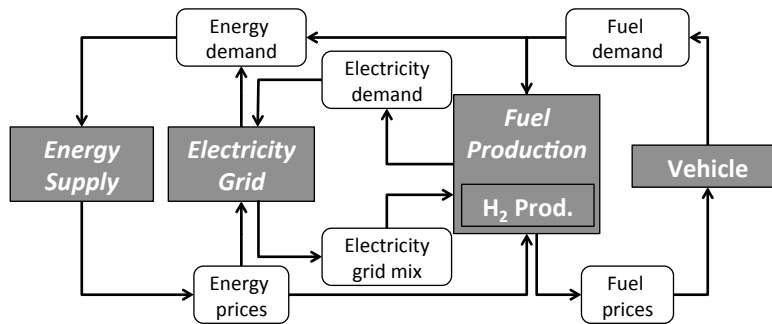 Energy
demand
Fuel
demand
Electricity
demand
Energy
Supply
Electricity
Grid
Fuel
Production
H₂ Prod.
Vehicle
Electricity
grid mix
Energy
prices
Fuel
prices